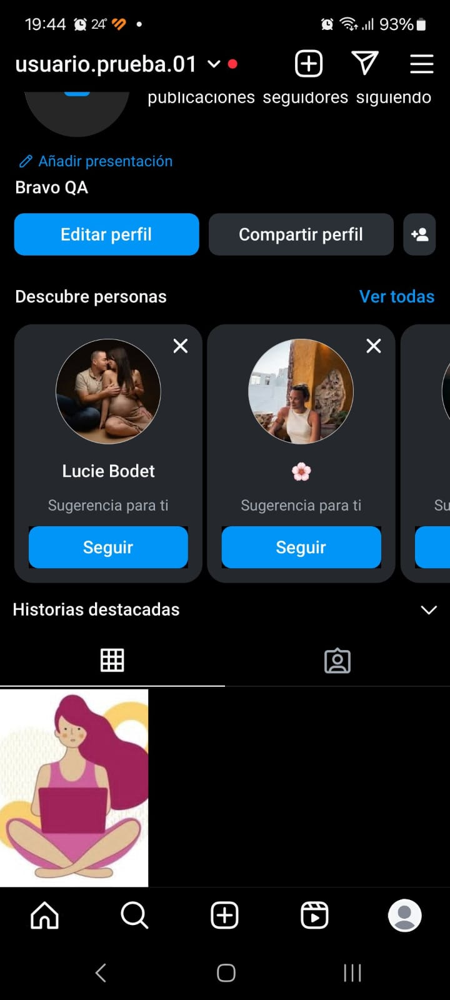 19:44 24° 93%
usuario.prueba.01
publicaciones seguidores siguiendo
Añadir presentación
Bravo QA
Editar perfil Compartir perfil
Descubre personas Ver todas
Lucie Bodet 🌸
Sugerencia para ti Sugerencia para ti Su
Seguir Seguir
Historias destacadas